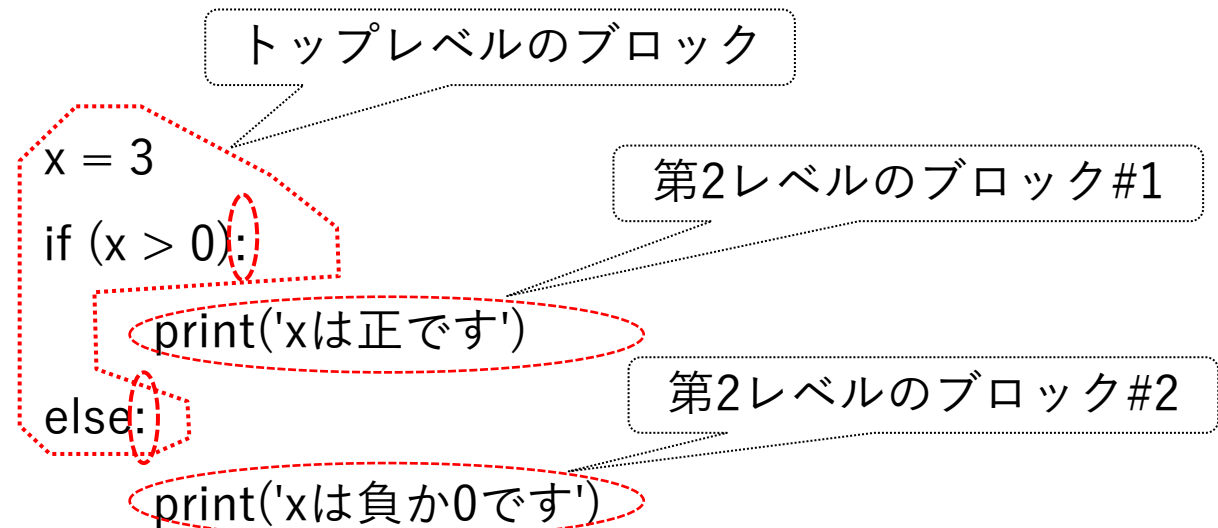 トップレベルのブロック
x = 3
第2レベルのブロック#1
if (x > 0):
print('xは正です')
第2レベルのブロック#2
else:
print('xは負か0です')